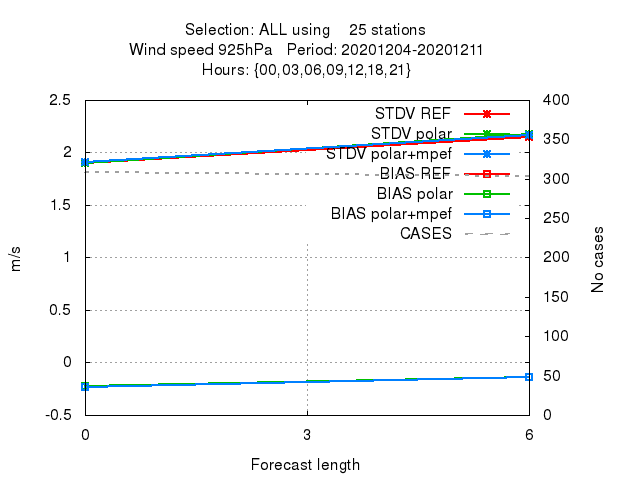 Selection: ALL using 25 stations
Wind speed 925hPa Period: 20201204-20201211
Hours: {00,03,06,09,12,18,21}
2.5
2
1.5
1
0.5
0
-0.5
m/s
400
350
300
250
200
150
100
50
0
No cases
STDV REF
STDV polar
STDV polar+mpef
BIAS REF
BIAS polar
BIAS polar+mpef
CASES
0 3 6
Forecast length